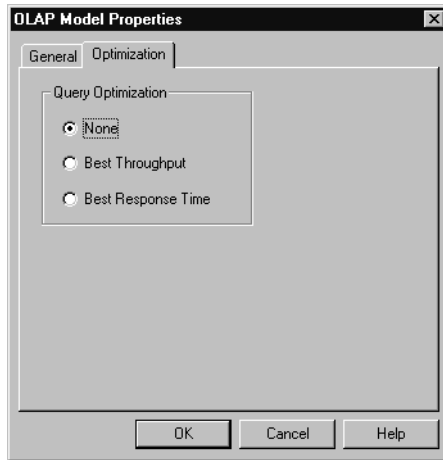 OLAP Model Properties
General Optimization
Query Optimization
None
Best Throughput
Best Response Time
OK Cancel Help